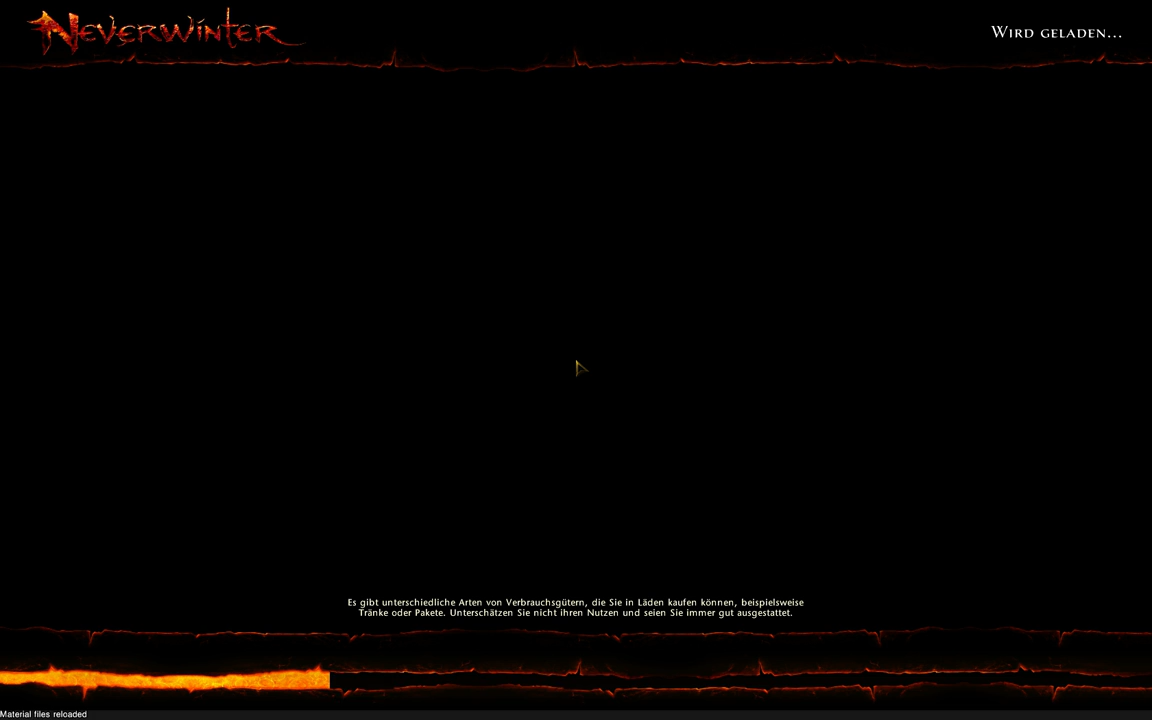 Neverwinter
Wird geladen...
Es gibt unterschiedliche Arten von Verbrauchsgütern, die Sie in Läden kaufen können, beispielsweise
Tränke oder Pakete. Unterschätzen Sie nicht ihren Nutzen und seien Sie immer gut ausgestattet.
Material files reloaded